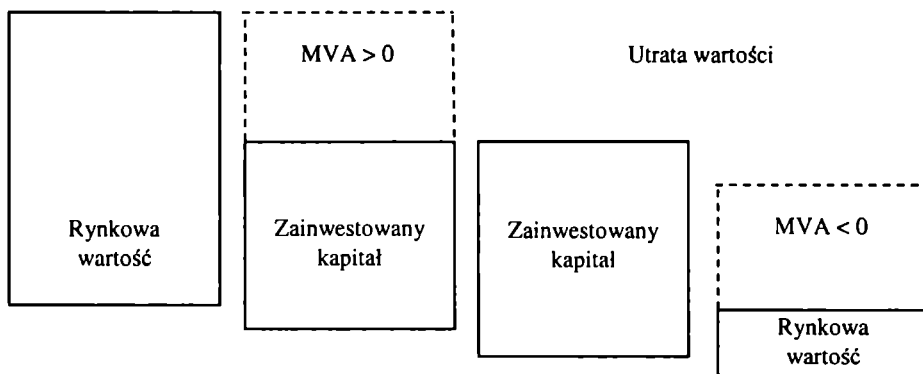 MVA > 0
Utrata wartości
Rynkowa
wartość
Zainwestowany
kapitał
Zainwestowany
kapitał
MVA < 0
Rynkowa
wartość